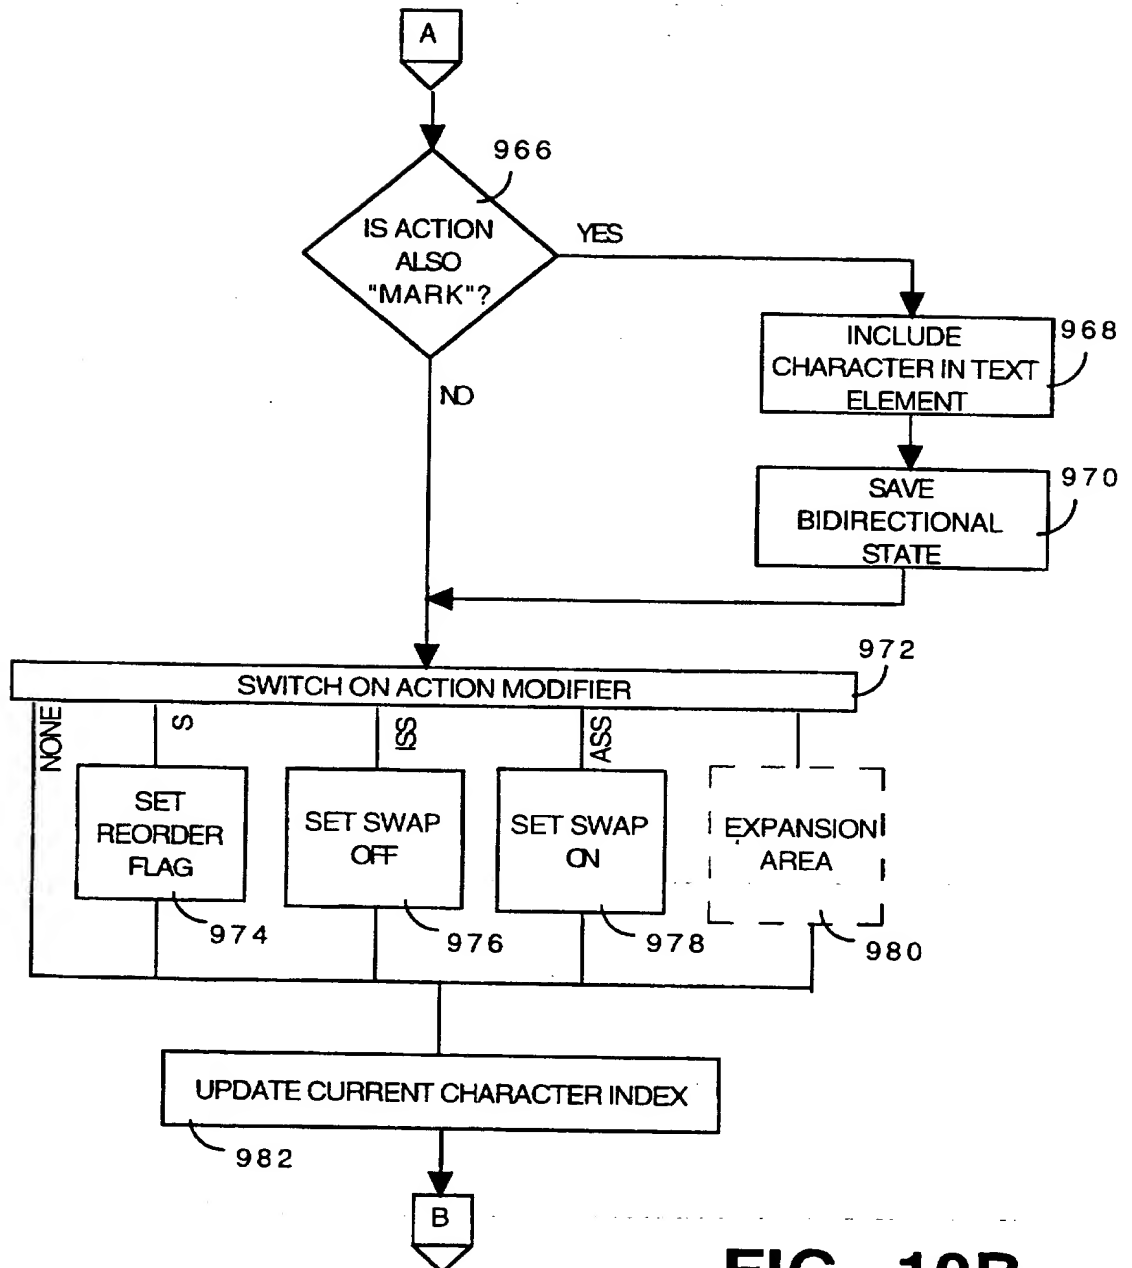 A
966
IS ACTION
ALSO
"MARK"?
YES
NO
INCLUDE
CHARACTER IN TEXT
ELEMENT
968
SAVE
BIDIRECTIONAL
STATE
970
972
SWITCH ON ACTION MODIFIER
NONE
S
ISS
ASS
SET
REORDER
FLAG
974
SET SWAP
OFF
976
SET SWAP
ON
978
EXPANSION
AREA
980
UPDATE CURRENT CHARACTER INDEX
982
B
FIG. 10B